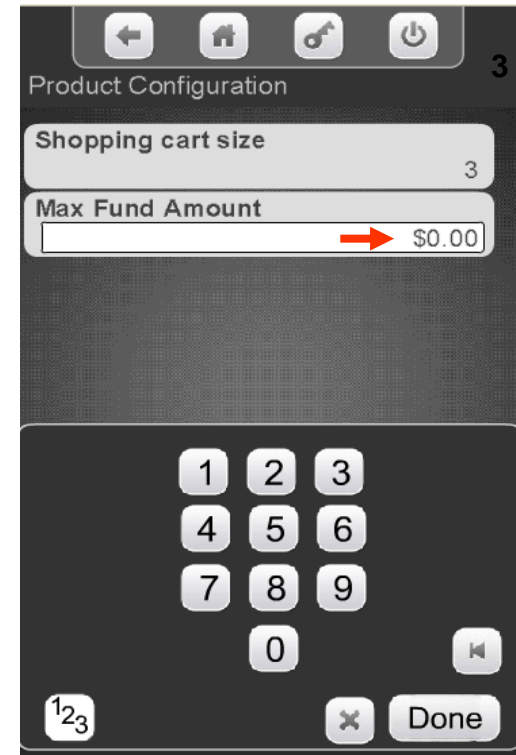 3
Product Configuration
Shopping cart size
3
Max Fund Amount
$0.00
1 2 3
4 5 6
7 8 9
0
123
Done